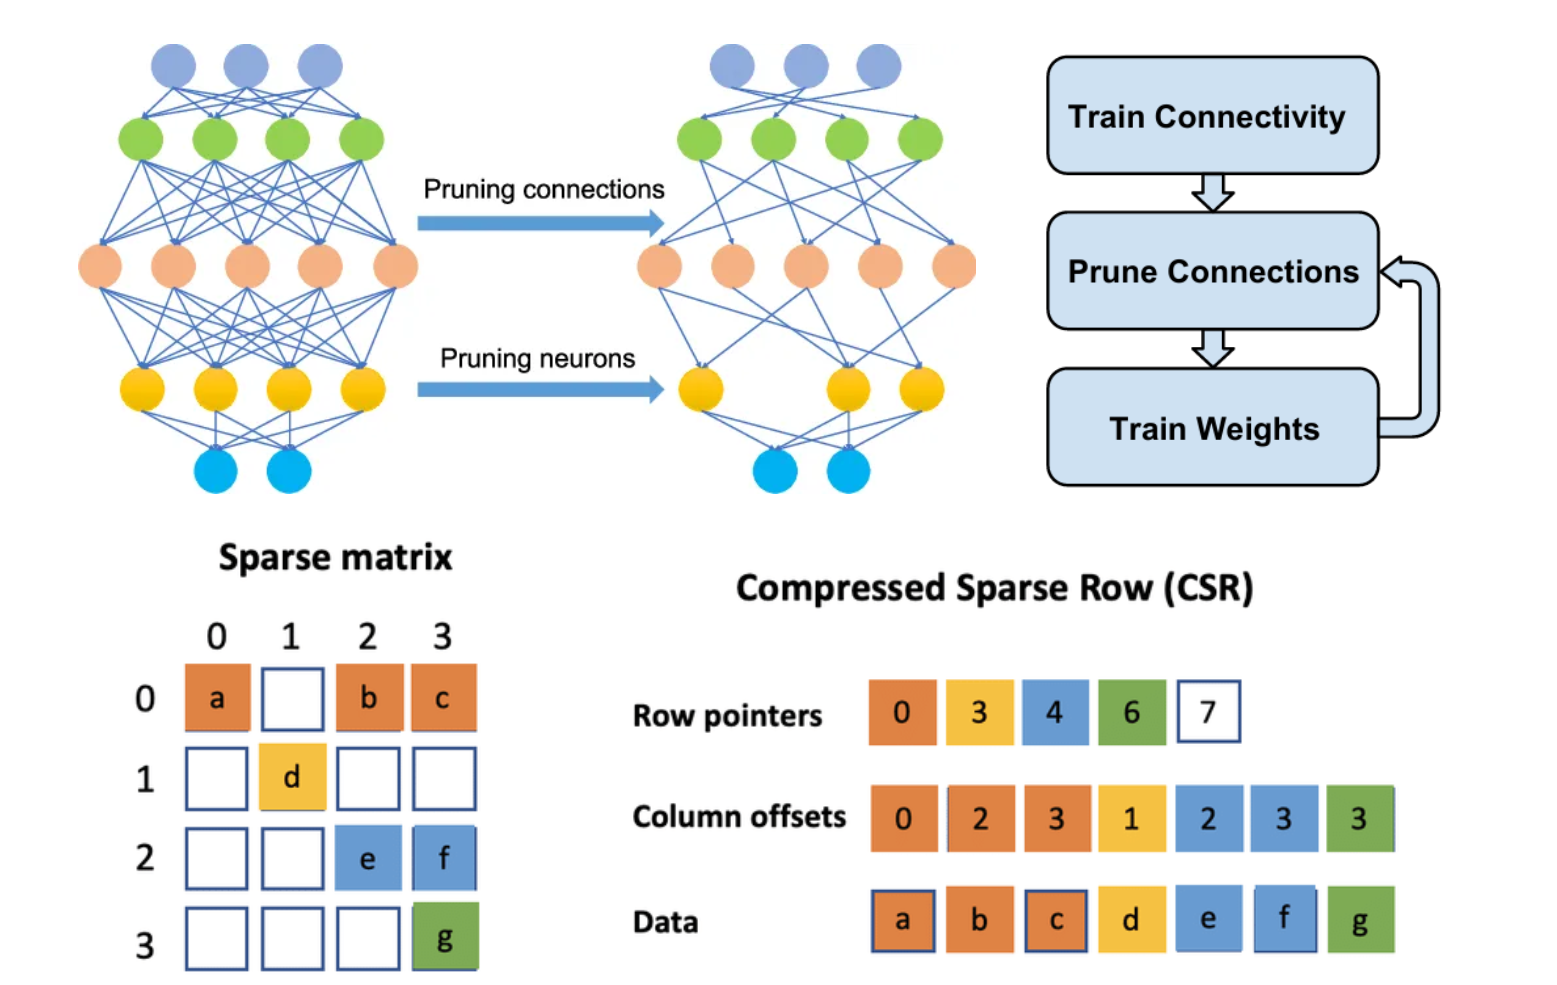 Pruning connections
Pruning neurons
Train Connectivity
Prune Connections
Train Weights
Sparse matrix
0 1 2 3
0 a b c
1 d
2 e f
3 g
Compressed Sparse Row (CSR)
Row pointers 0 3 4 6 7
Column offsets 0 2 3 1 2 3 3
Data a b c d e f g